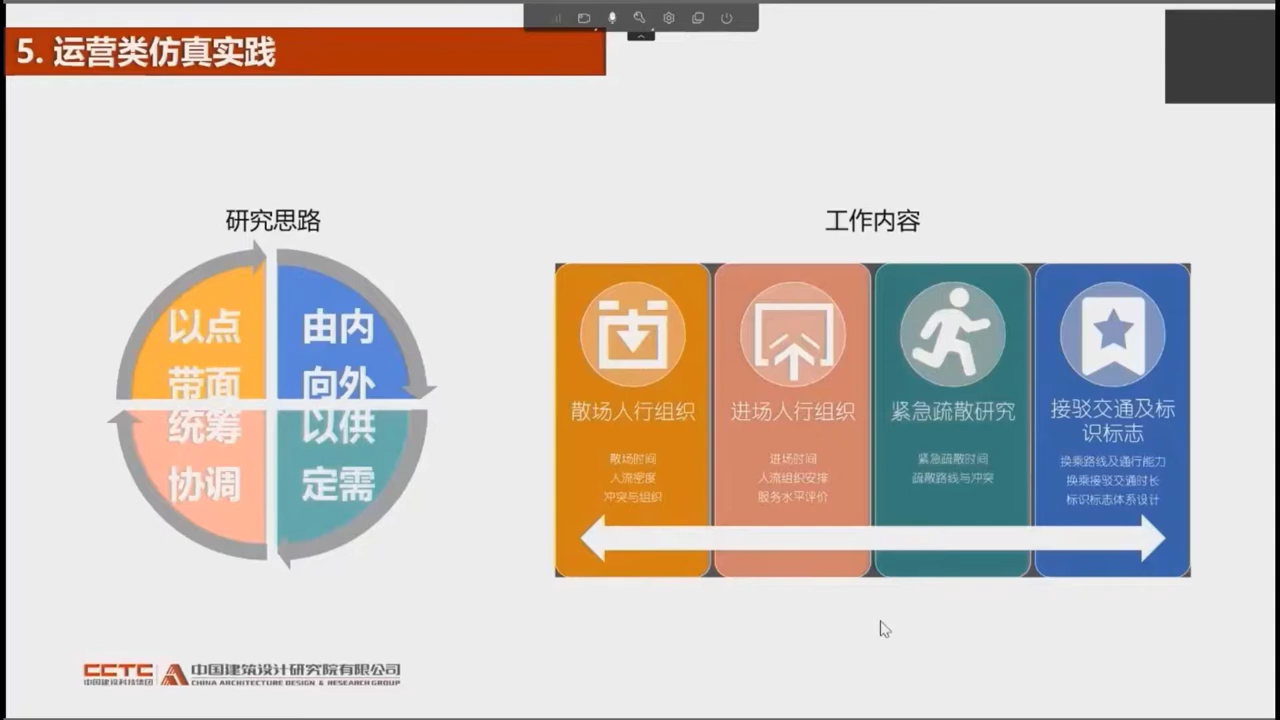 5. 运营类仿真实践
研究思路
以点
带面
由内
向外
统筹
协调
以供
定需
工作内容
散场人行组织
散场时间
人流密度
冲突与组织
进场人行组织
进场时间
人流组织安排
服务水平评价
紧急疏散研究
紧急疏散时间
疏散路线与冲突
接驳交通及标
识标志
换乘路线及通行能力
换乘接驳交通时长
标识标志体系设计
CCTC
中国建设科技集团
中国建筑设计研究院有限公司
CHINA ARCHITECTURE DESIGN & RESEARCH GROUP